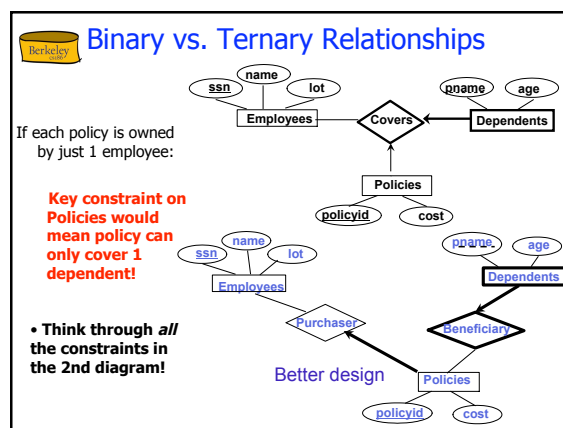 Berkeley
cs186
Binary vs. Ternary Relationships
name
ssn
lot
pname
age
Employees
Covers
Dependents
If each policy is owned
by just 1 employee:
Policies
policyid
cost
Key constraint on
Policies would
mean policy can
only cover 1
dependent!
name
ssn
lot
Employees
pname
age
Dependents
Purchaser
Beneficiary
• Think through all
the constraints in
the 2nd diagram!
Better design
Policies
policyid
cost